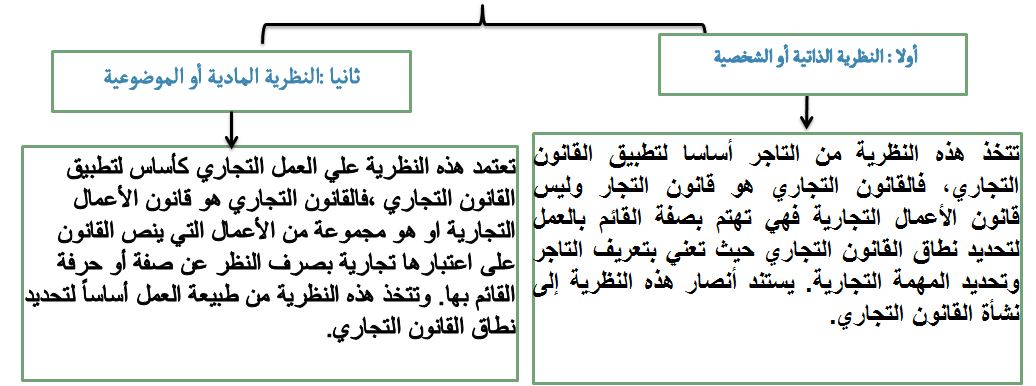 أولا : النظرية الذاتية أو الشخصية
تتخذ هذه النظرية من التاجر أساسا لتطبيق القانون
التجاري، فالقانون التجاري هو قانون التجار وليس
قانون الأعمال التجارية فهي تهتم بصفة القائم بالعمل
لتحديد نطاق القانون التجاري حيث تعني بتعريف التاجر
وتحديد المهمة التجارية. يستند أنصار هذه النظرية إلى
نشأة القانون التجاري.
ثانيا :النظرية المادية أو الموضوعية
تعتمد هذه النظرية علي العمل التجاري كأساس لتطبيق
القانون التجاري ،فالقانون التجاري هو قانون الأعمال
التجارية او هو مجموعة من الأعمال التي ينص القانون
على اعتبارها تجارية بصرف النظر عن صفة أو حرفة
القائم بها. وتتخذ هذه النظرية من طبيعة العمل أساساً لتحديد
نطاق القانون التجاري.